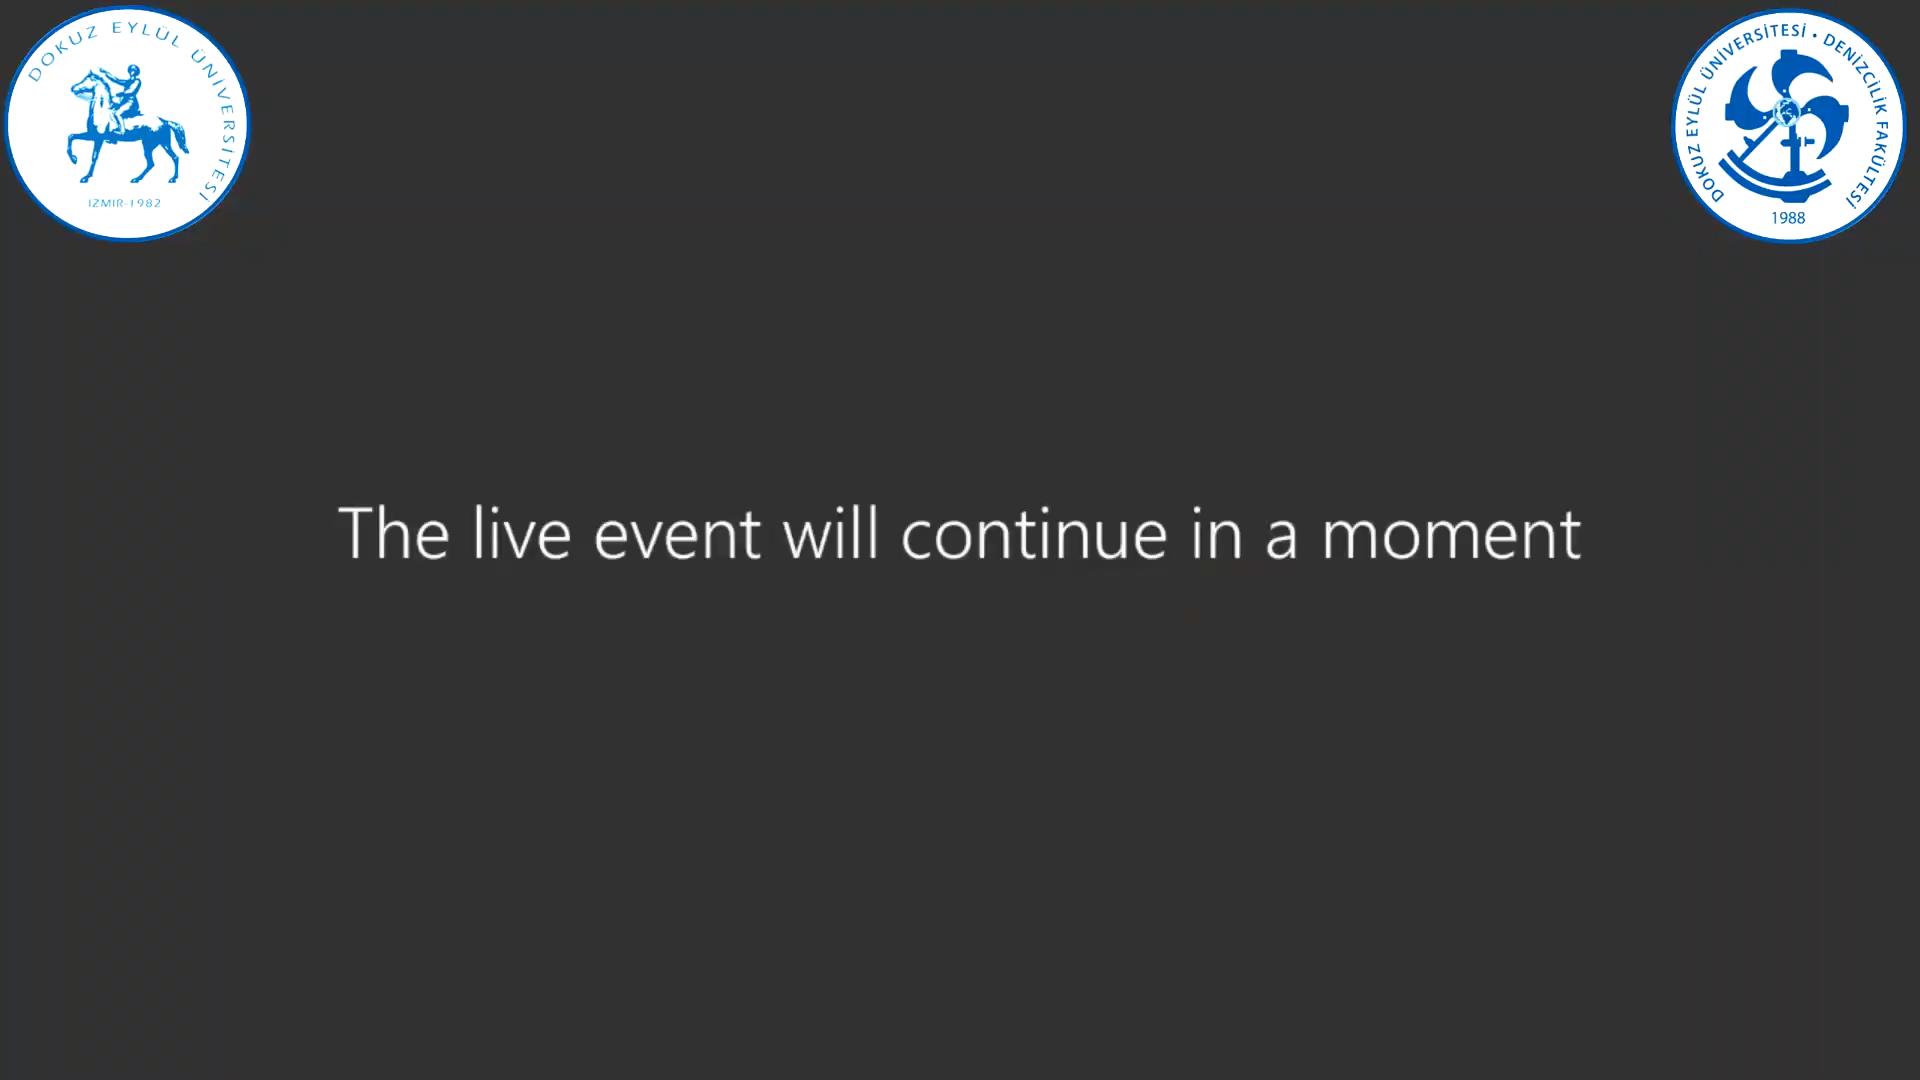 DOKUZ EYLÜL ÜNİVERSİTESİ
IZMIR-1982
DOKUZ EYLÜL ÜNİVERSİTESİ • DENİZCİLİK FAKÜLTESİ
1988
The live event will continue in a moment